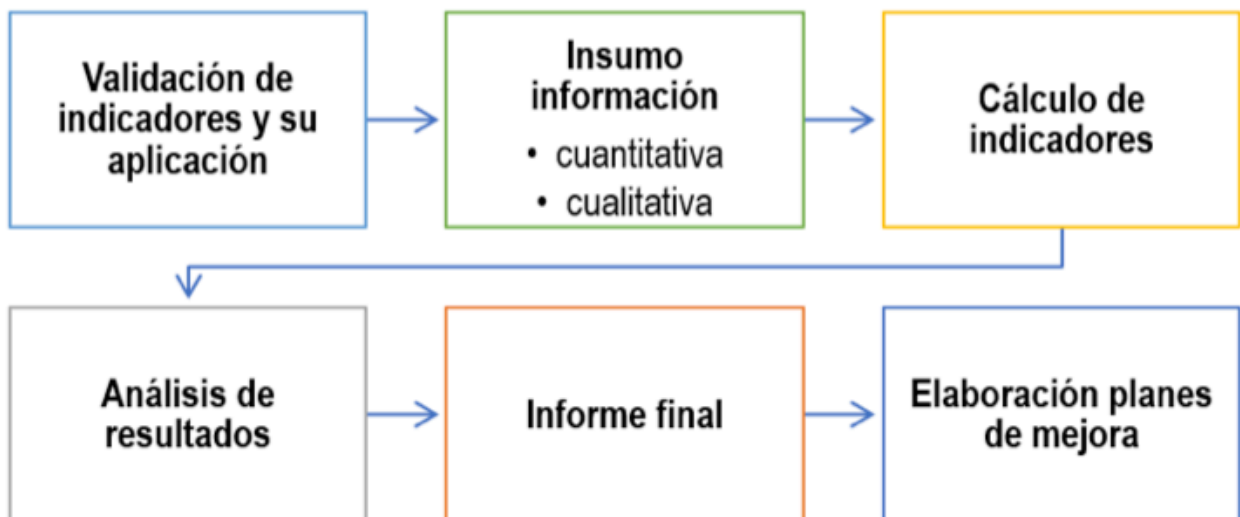 Validación de
indicadores y su
aplicación
Insumo
información
• cuantitativa
• cualitativa
Cálculo de
indicadores
Análisis de
resultados
Informe final
Elaboración planes
de mejora